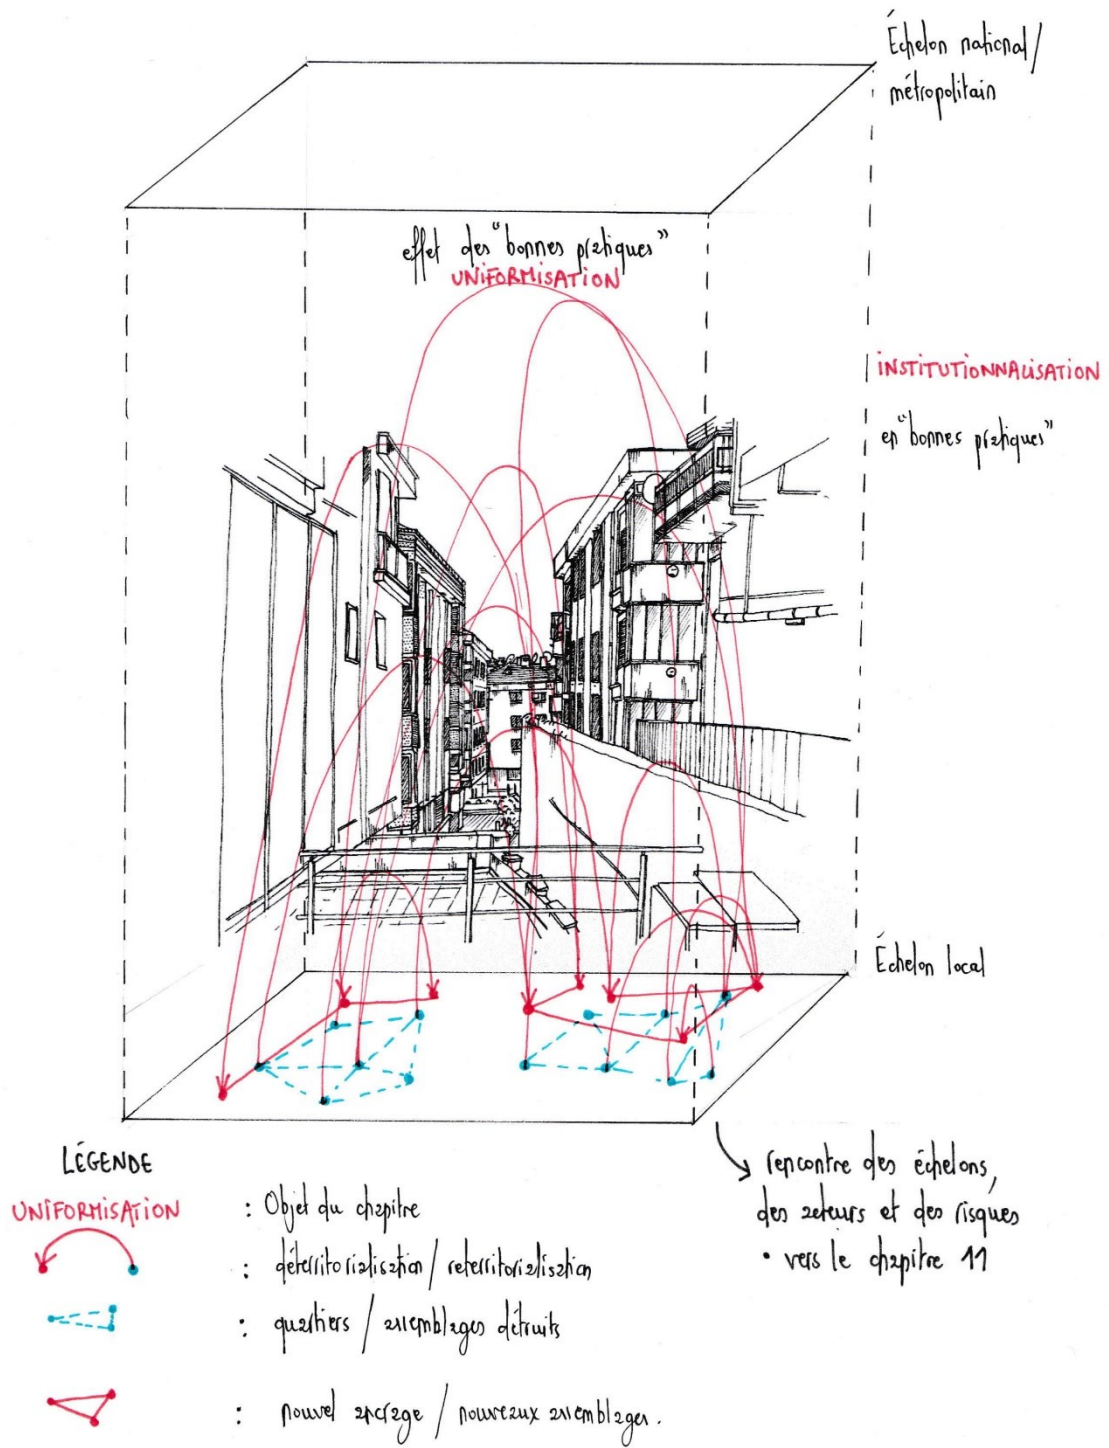 Échelon national/
métropolitain
effet des "bonnes pratiques"
UNIFORMISATION
INSTITUTIONNALISATION
en "bonnes pratiques"
Échelon local
LÉGENDE
UNIFORMISATION : Objet du chapitre
: déterritorialisation / reterritorialisation
: quartiers / assemblages détruits
: nouvel ancrage / nouveaux assemblages.
rencontre des échelons,
des acteurs et des risques
• vers le chapitre 11